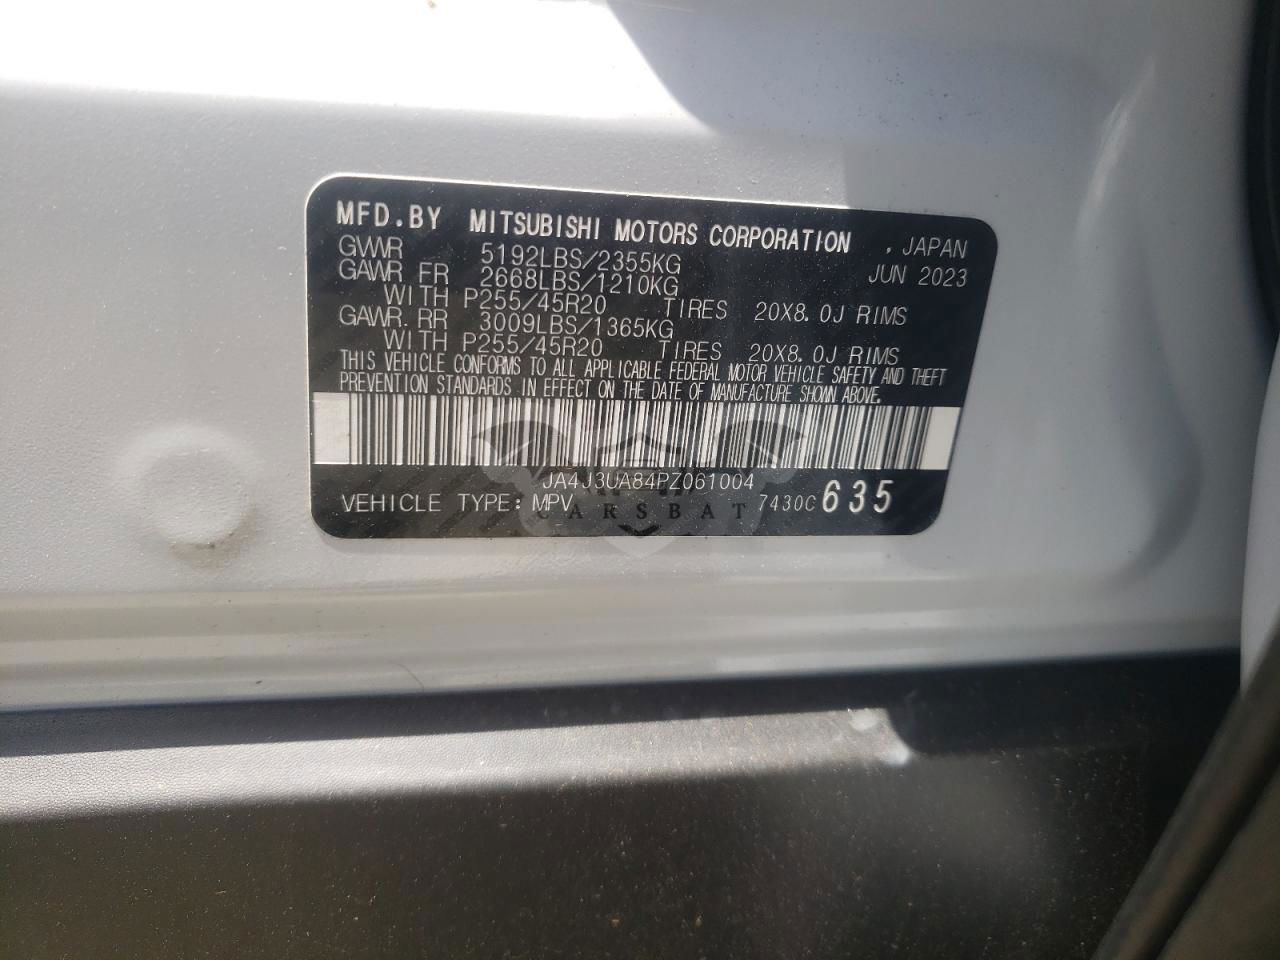 MFD.BY MITSUBISHI MOTORS CORPORATION , JAPAN
GVWR 5192LBS/2355KG JUN 2023
GAWR FR 2668LBS/1210KG
WITH P255/45R20 TIRES 20X8.0J RIMS
GAWR.RR 3009LBS/1365KG
WITH P255/45R20 TIRES 20X8.0J RIMS
THIS VEHICLE CONFORMS TO ALL APPLICABLE FEDERAL MOTOR VEHICLE SAFETY AND THEFT
PREVENTION STANDARDS IN EFFECT ON THE DATE OF MANUFACTURE SHOWN ABOVE.
JA4J3UA84PZ061004
VEHICLE TYPE: MPV 7430C 635
CARSBAT